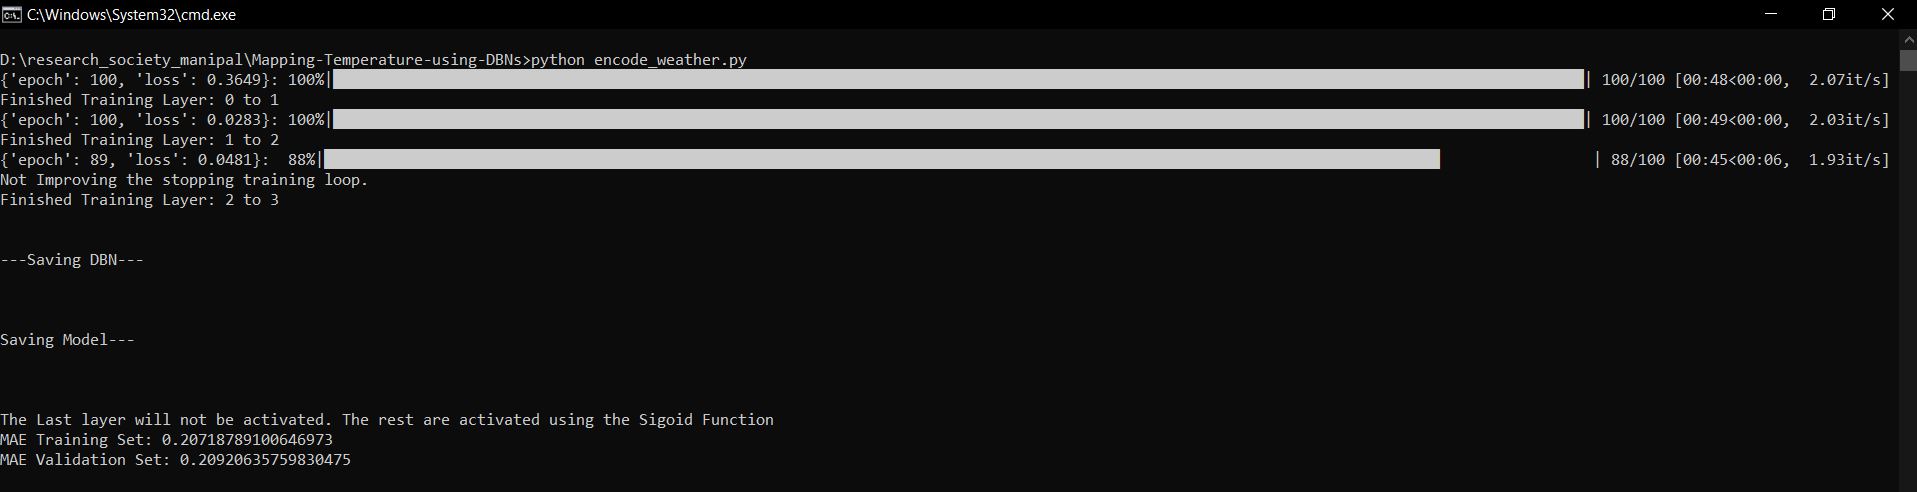 C:\Windows\System32\cmd.exe
D:\research_society_manipal\Mapping-Temperature-using-DBNs>python encode_weather.py
{'epoch': 100, 'loss': 0.3649}: 100%|██████████| 100/100 [00:48<00:00,  2.07it/s]
Finished Training Layer: 0 to 1
{'epoch': 100, 'loss': 0.0283}: 100%|██████████| 100/100 [00:49<00:00,  2.03it/s]
Finished Training Layer: 1 to 2
{'epoch': 89, 'loss': 0.0481}:  88%|████████▊ | 88/100 [00:45<00:06,  1.93it/s]
Not Improving the stopping training loop.
Finished Training Layer: 2 to 3
---Saving DBN---
Saving Model---
The Last layer will not be activated. The rest are activated using the Sigoid Function
MAE Training Set: 0.20718789100646973
MAE Validation Set: 0.20920635759830475